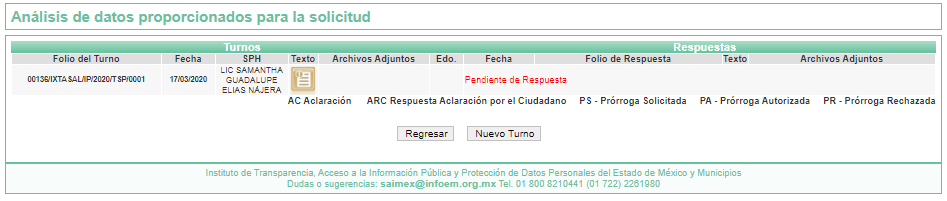 Análisis de datos proporcionados para la solicitud
Turnos Respuestas
Folio del Turno Fecha SPH Texto Archivos Adjuntos Edo. Fecha Folio de Respuesta Texto Archivos Adjuntos
00136/IXTASAL/IP/2020/TSP/0001 17/03/2020 LIC SAMANTHA GUADALUPE ELIAS NÁJERA Pendiente de Respuesta
AC Aclaración ARC Respuesta Aclaración por el Ciudadano PS - Prórroga Solicitada PA - Prórroga Autorizada PR - Prórroga Rechazada
Regresar Nuevo Turno
Instituto de Transparencia, Acceso a la Información Pública y Protección de Datos Personales del Estado de México y Municipios
Dudas o sugerencias: saimex@infoem.org.mx Tel. 01 800 8210441 (01 722) 2261980